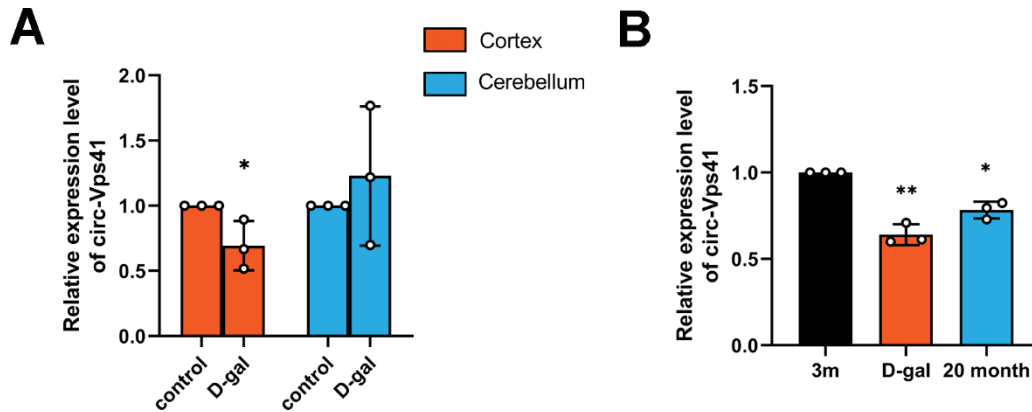 A
Relative expression level
of circ-Vps41
2.0
1.5
1.0
0.5
0.0
*
control
D-gal
control
D-gal
Cortex
Cerebellum
B
Relative expression level
of circ-Vps41
1.5
1.0
0.5
0.0
**
*
3m
D-gal
20 month